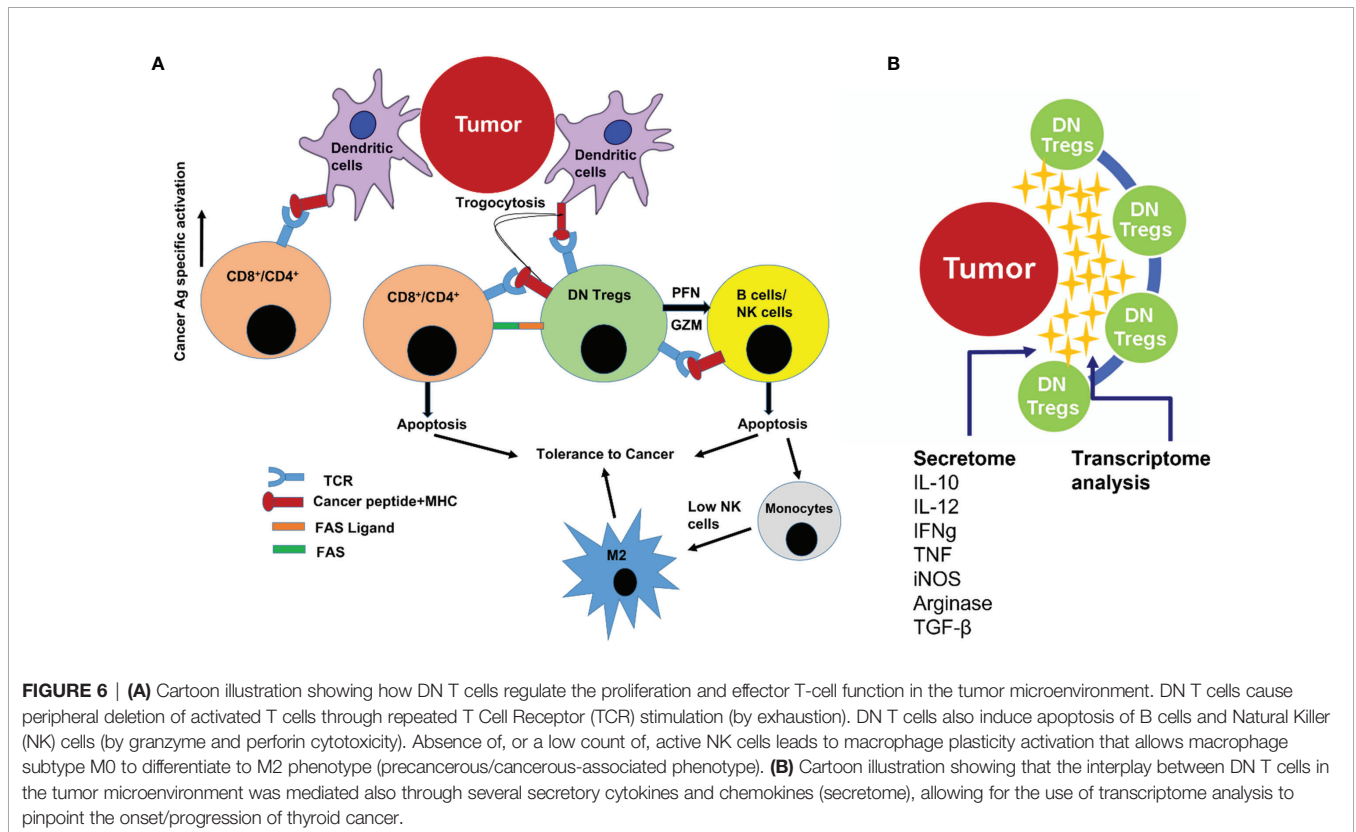 A
B
Tumor
Dendritic
cells
Dendritic
cells
Trogocytosis
Cancer Ag specific activation
CD8⁺/CD4⁺
CD8⁺/CD4⁺
DN Tregs
PFN
GZM
B cells/
NK cells
Apoptosis
Apoptosis
Tolerance to Cancer
TCR
Cancer peptide+MHC
FAS Ligand
FAS
Low NK
cells
Monocytes
M2
DN
Tregs
DN
Tregs
Tumor
DN
Tregs
DN
Tregs
Secretome
IL-10
IL-12
IFNg
TNF
iNOS
Arginase
TGF-β
Transcriptome
analysis
FIGURE 6 | (A) Cartoon illustration showing how DN T cells regulate the proliferation and effector T-cell function in the tumor microenvironment. DN T cells cause
peripheral deletion of activated T cells through repeated T Cell Receptor (TCR) stimulation (by exhaustion). DN T cells also induce apoptosis of B cells and Natural Killer
(NK) cells (by granzyme and perforin cytotoxicity). Absence of, or a low count of, active NK cells leads to macrophage plasticity activation that allows macrophage
subtype M0 to differentiate to M2 phenotype (precancerous/cancerous-associated phenotype). (B) Cartoon illustration showing that the interplay between DN T cells in
the tumor microenvironment was mediated also through several secretory cytokines and chemokines (secretome), allowing for the use of transcriptome analysis to
pinpoint the onset/progression of thyroid cancer.